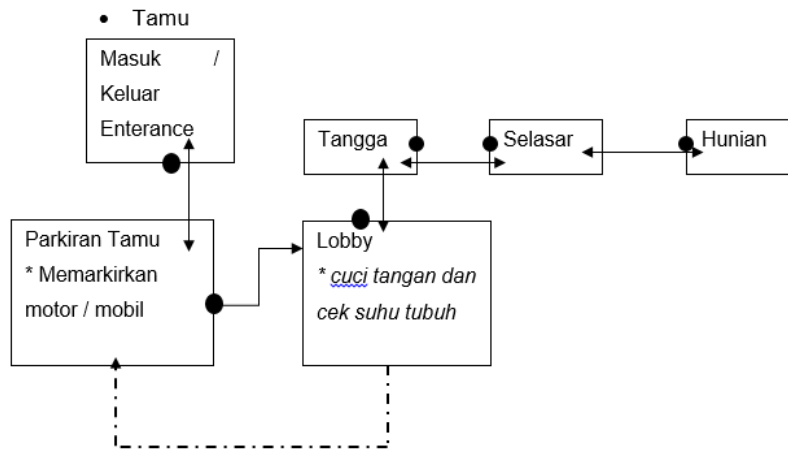 • Tamu
Masuk /
Keluar
Enterance
Tangga
Selasar
Hunian
Parkiran Tamu
* Memarkirkan
motor / mobil
Lobby
* cuci tangan dan
cek suhu tubuh